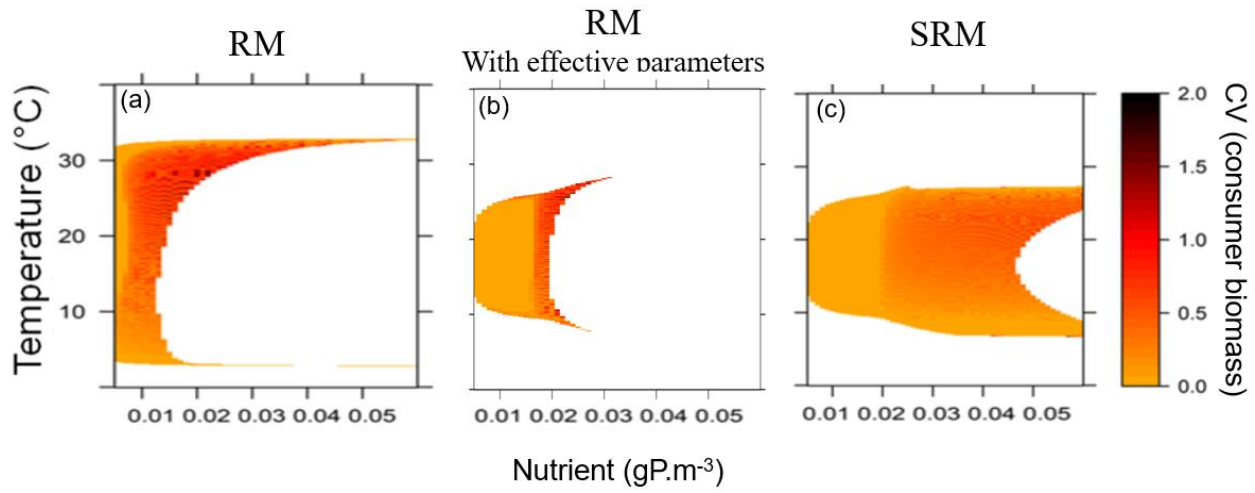 RM
RM
With effective parameters
SRM
(a)
(b)
(c)
Temperature (°C)
30
20
10
0.01 0.02 0.03 0.04 0.05
0.01 0.02 0.03 0.04 0.05
0.01 0.02 0.03 0.04 0.05
2.0
1.5
1.0
0.5
0.0
CV (consumer biomass)
Nutrient (gP.m-3)